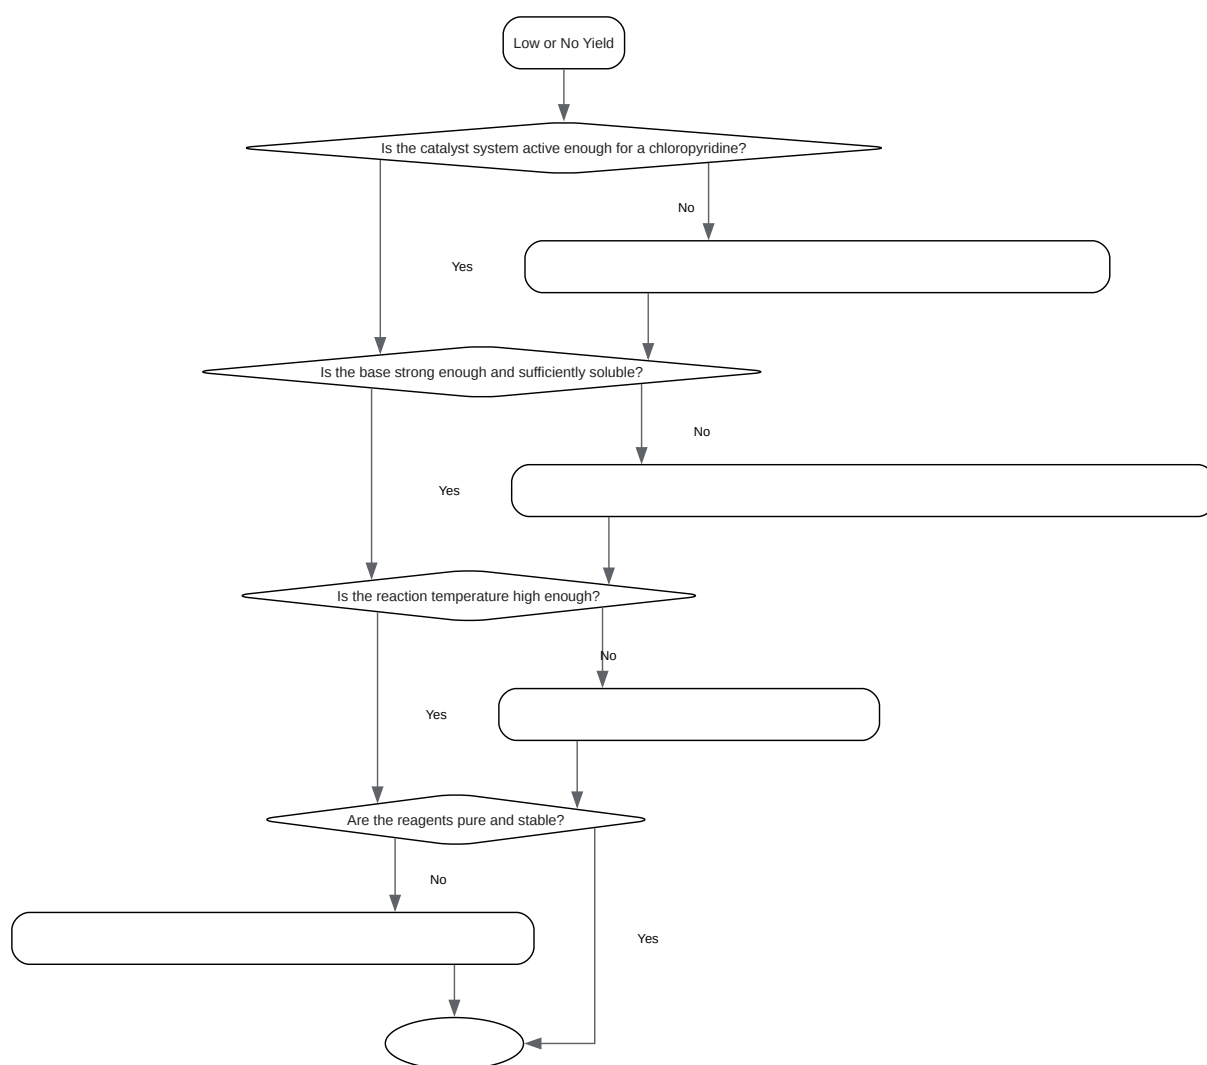 Low or No Yield
Is the catalyst system active enough for a chloropyridine?
No
Yes
Is the base strong enough and sufficiently soluble?
No
Yes
Is the reaction temperature high enough?
No
Yes
Are the reagents pure and stable?
No
Yes